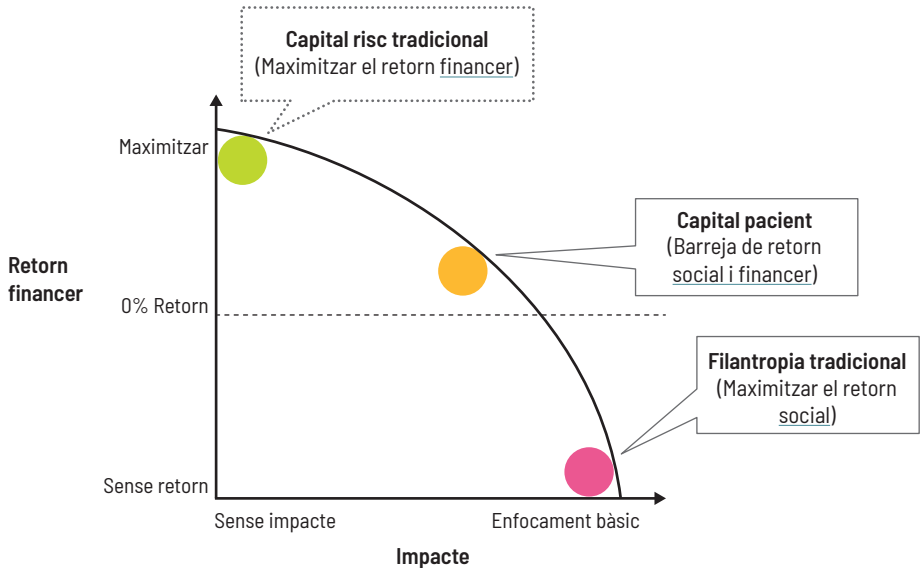 Capital risc tradicional
(Maximitzar el retorn financer)
Maximitzar
Capital pacient
(Barreja de retorn
social i financer)
Retorn
financer
0% Retorn
Filantropia tradicional
(Maximitzar el retorn
social)
Sense retorn
Sense impacte
Enfocament bàsic
Impacte